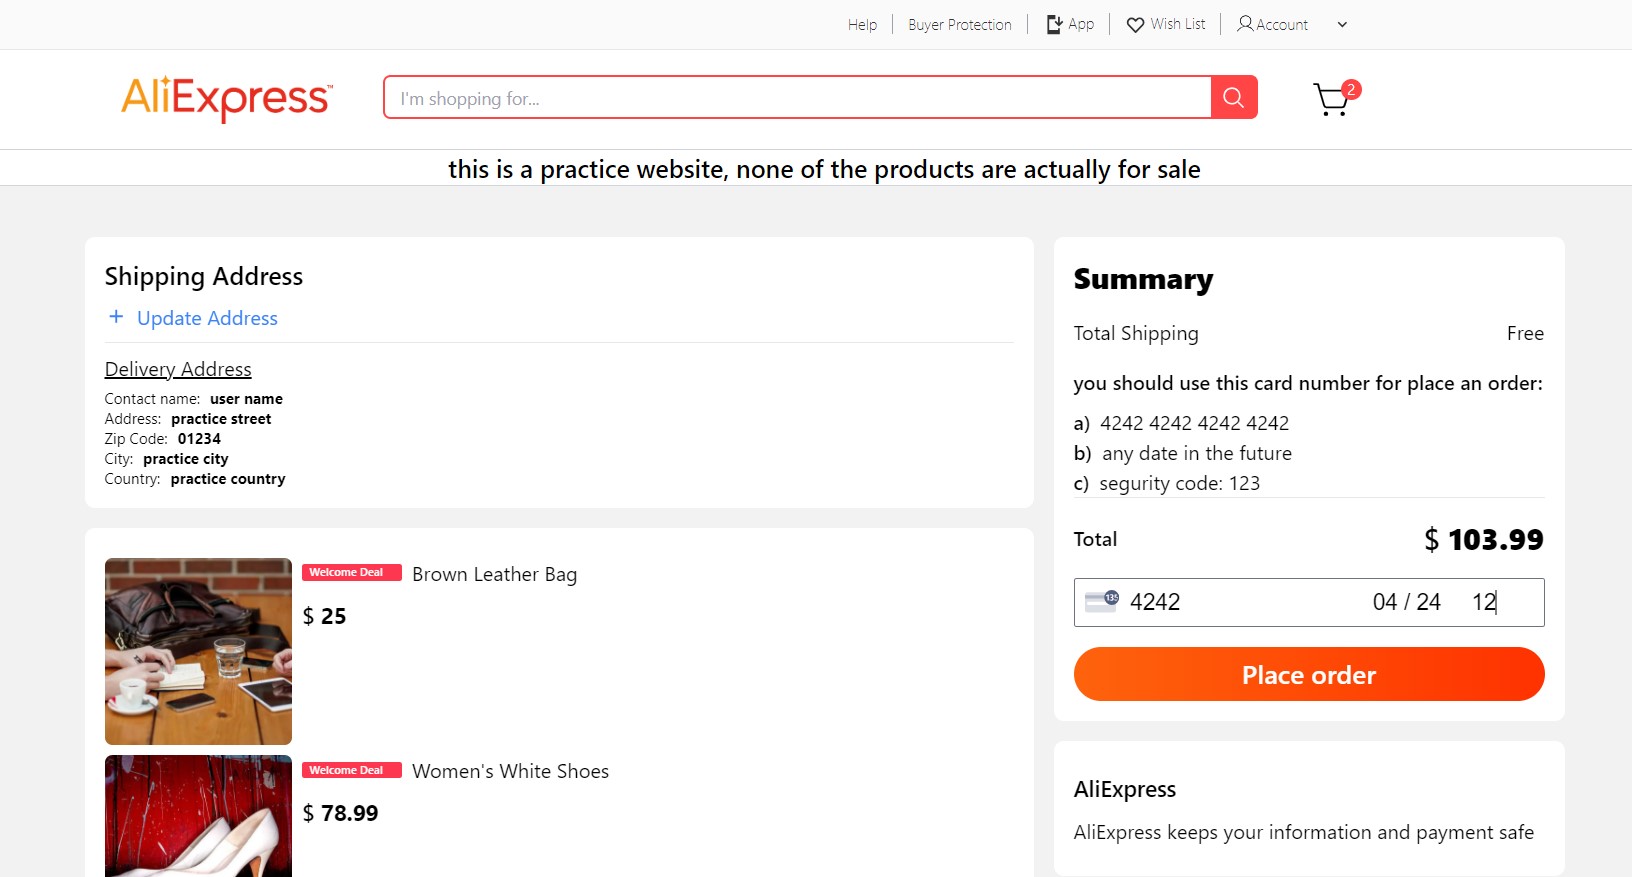 Help
Buyer Protection
App
Wish List
Account
AliExpress™
I'm shopping for...
2
this is a practice website, none of the products are actually for sale
Shipping Address
+ Update Address
Delivery Address
Contact name: user name
Address: practice street
Zip Code: 01234
City: practice city
Country: practice country
Welcome Deal Brown Leather Bag
$ 25
Welcome Deal Women's White Shoes
$ 78.99
Summary
Total Shipping Free
you should use this card number for place an order:
a) 4242 4242 4242 4242
b) any date in the future
c) segurity code: 123
Total $ 103.99
135 4242 04 / 24 12
Place order
AliExpress
AliExpress keeps your information and payment safe